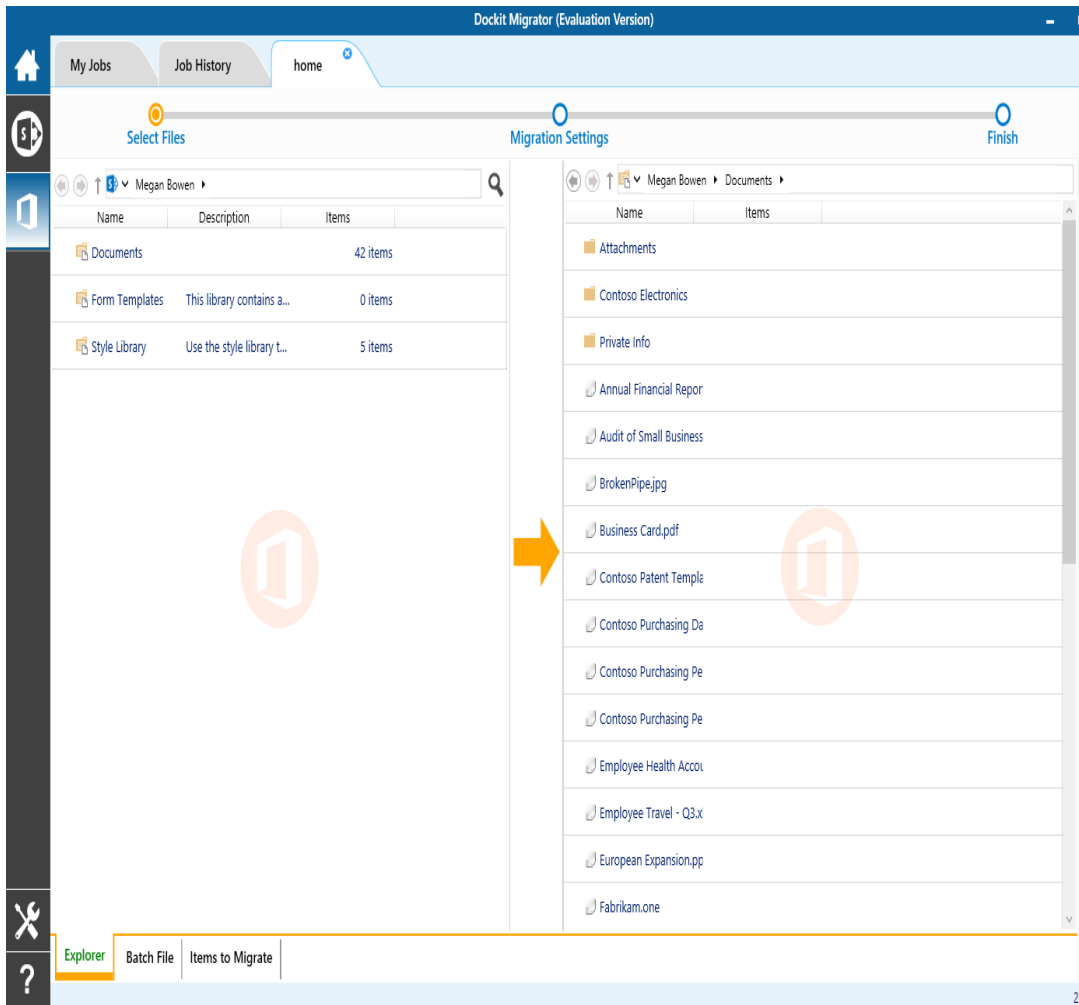 Dockit Migrator (Evaluation Version)
My Jobs Job History home
Select Files Migration Settings Finish
Megan Bowen
Name Description Items
Documents 42 items
Form Templates This library contains a... 0 items
Style Library Use the style library t... 5 items
Megan Bowen Documents
Name Items
Attachments
Contoso Electronics
Private Info
Annual Financial Repor
Audit of Small Business
BrokenPipe.jpg
Business Card.pdf
Contoso Patent Templa
Contoso Purchasing Da
Contoso Purchasing Pe
Contoso Purchasing Pe
Employee Health Accou
Employee Travel - Q3.x
European Expansion.pp
Fabrikam.one
Explorer Batch File Items to Migrate
?
2